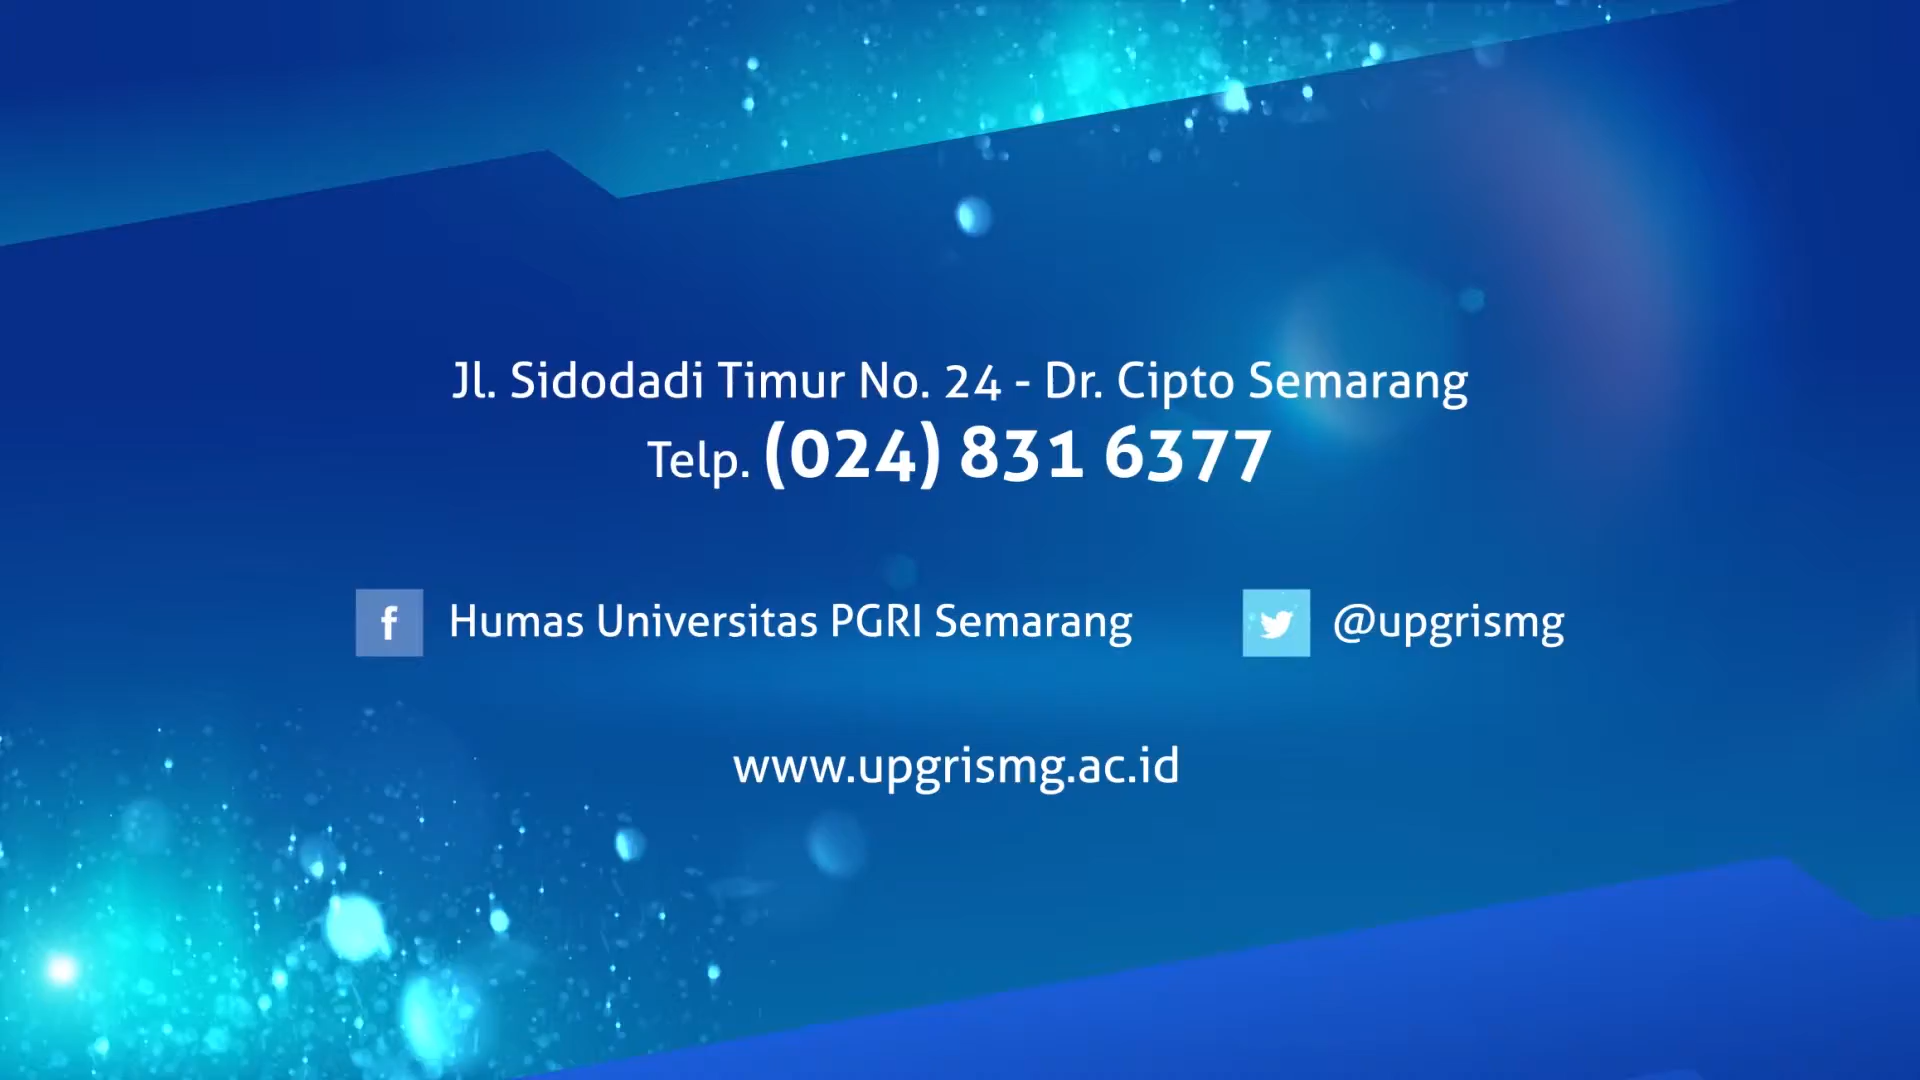 Jl. Sidodadi Timur No. 24 - Dr. Cipto Semarang
Telp. (024) 831 6377
f Humas Universitas PGRI Semarang
@upgrismg
www.upgrismg.ac.id